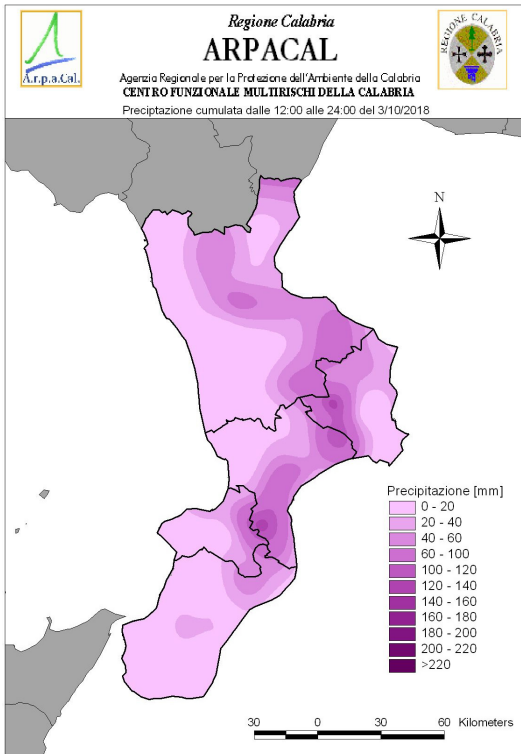 Regione Calabria
ARPACAL
Agenzia Regionale per la Protezione dell'Ambiente della Calabria
CENTRO FUNZIONALE MULTIRISCHI DELLA CALABRIA
Precipitazione cumulata dalle 12:00 alle 24:00 del 3/10/2018
A.r.p.a.Cal.
REGIONE CALABRIA
N
Precipitazione [mm]
0 - 20
20 - 40
40 - 60
60 - 100
100 - 120
120 - 140
140 - 160
160 - 180
180 - 200
200 - 220
>220
30 0 30 60 Kilometers